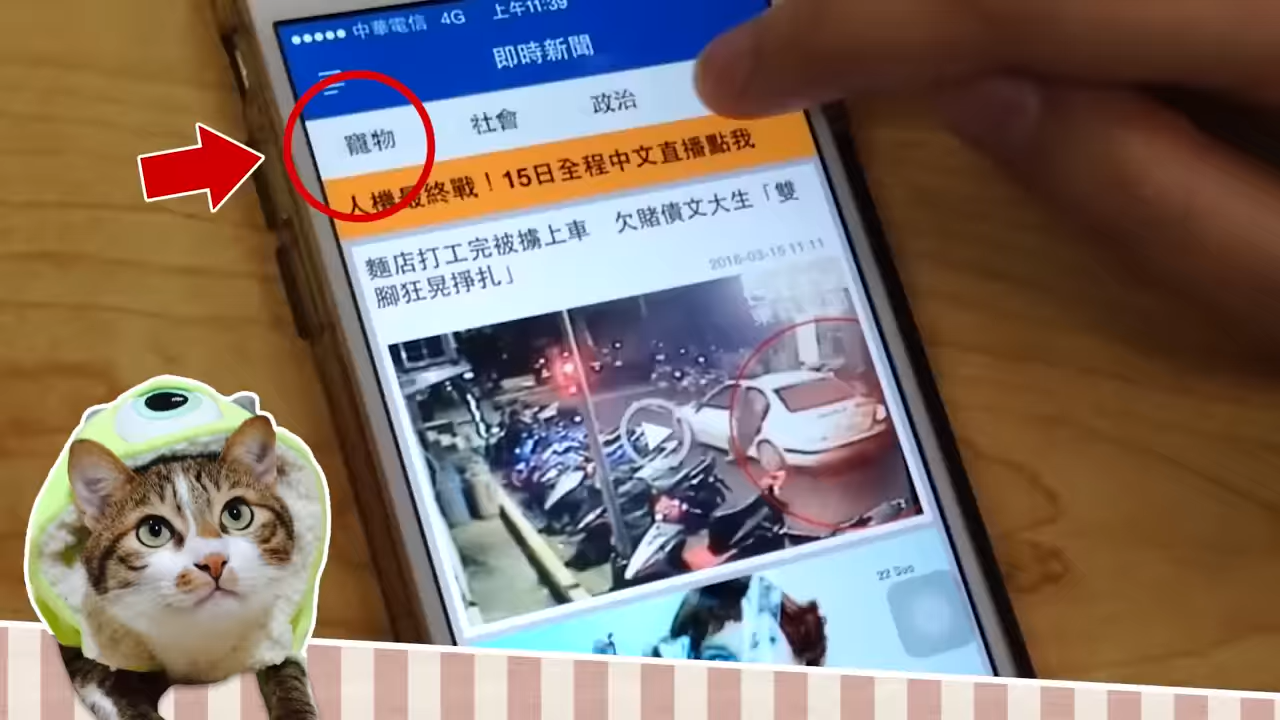 中華電信 4G 上午11:39
即時新聞
寵物 社會 政治
人機最終戰！15日全程中文直播點我
麵店打工完被擄上車 欠賭債文大生「雙
腳狂晃掙扎」
2016-03-15 11:11